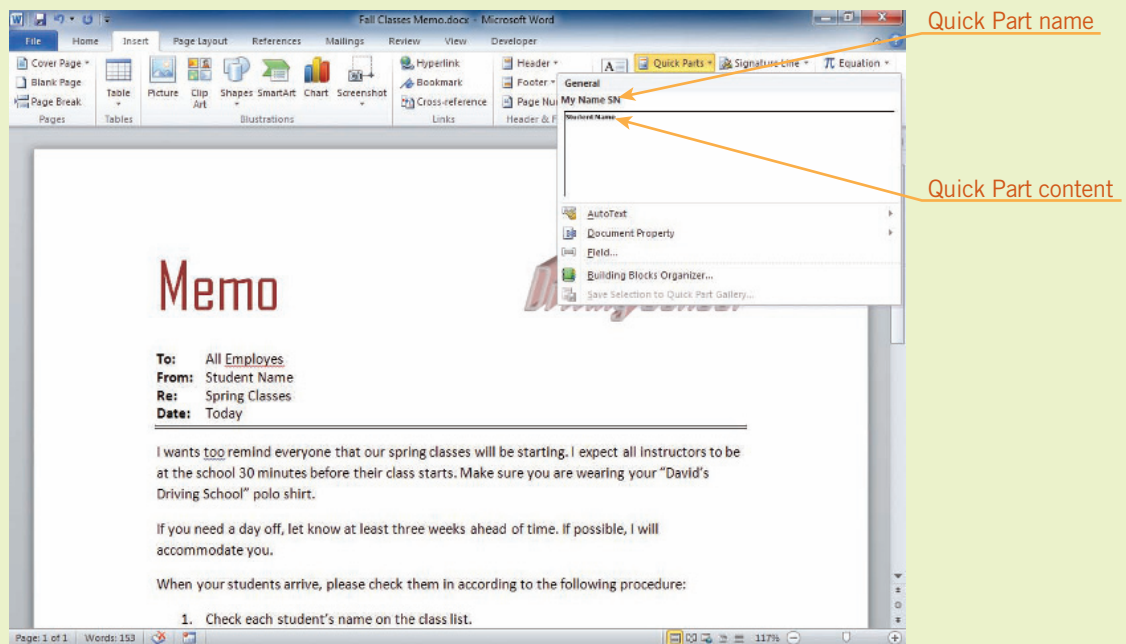 Fall Classes Memo.docx - Microsoft Word
File Home Insert Page Layout References Mailings Review View Developer
Cover Page
Blank Page
Page Break
Pages
Table
Tables
Picture
Clip Art
Shapes
SmartArt
Chart
Screenshot
Illustrations
Hyperlink
Bookmark
Cross-reference
Links
Header
Footer
Page Nu
Header & F
A
Quick Parts
Signature Line
π Equation
General
My Name SN
Student Name
AutoText
Document Property
Field...
Building Blocks Organizer...
Save Selection to Quick Part Gallery...
Quick Part name
Quick Part content
Memo
Driving School
To: All Employes
From: Student Name
Re: Spring Classes
Date: Today
I wants too remind everyone that our spring classes will be starting. I expect all instructors to be
at the school 30 minutes before their class starts. Make sure you are wearing your “David’s
Driving School” polo shirt.
If you need a day off, let know at least three weeks ahead of time. If possible, I will
accommodate you.
When your students arrive, please check them in according to the following procedure:
1. Check each student’s name on the class list.
Page: 1 of 1 Words: 153 117%